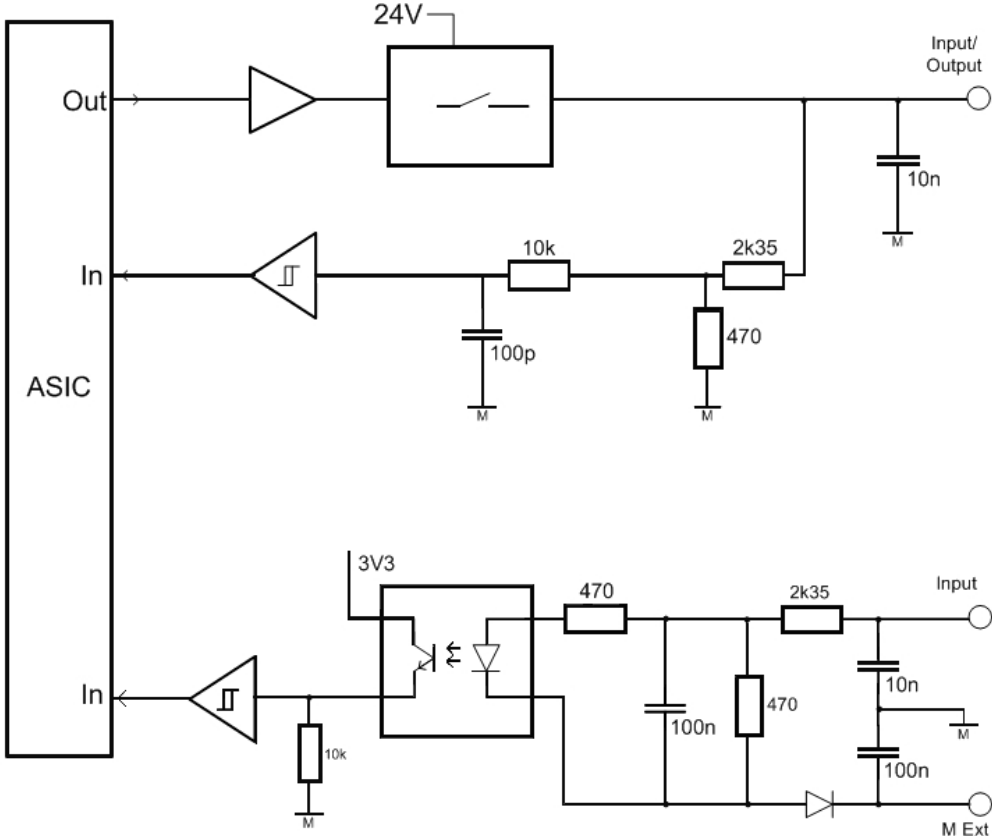 24V
Input/
Output
Out
10n
M
10k
2k35
In
470
100p
M
M
ASIC
3V3
470
2k35
Input
10n
In
100n
470
M
10k
100n
M
M Ext